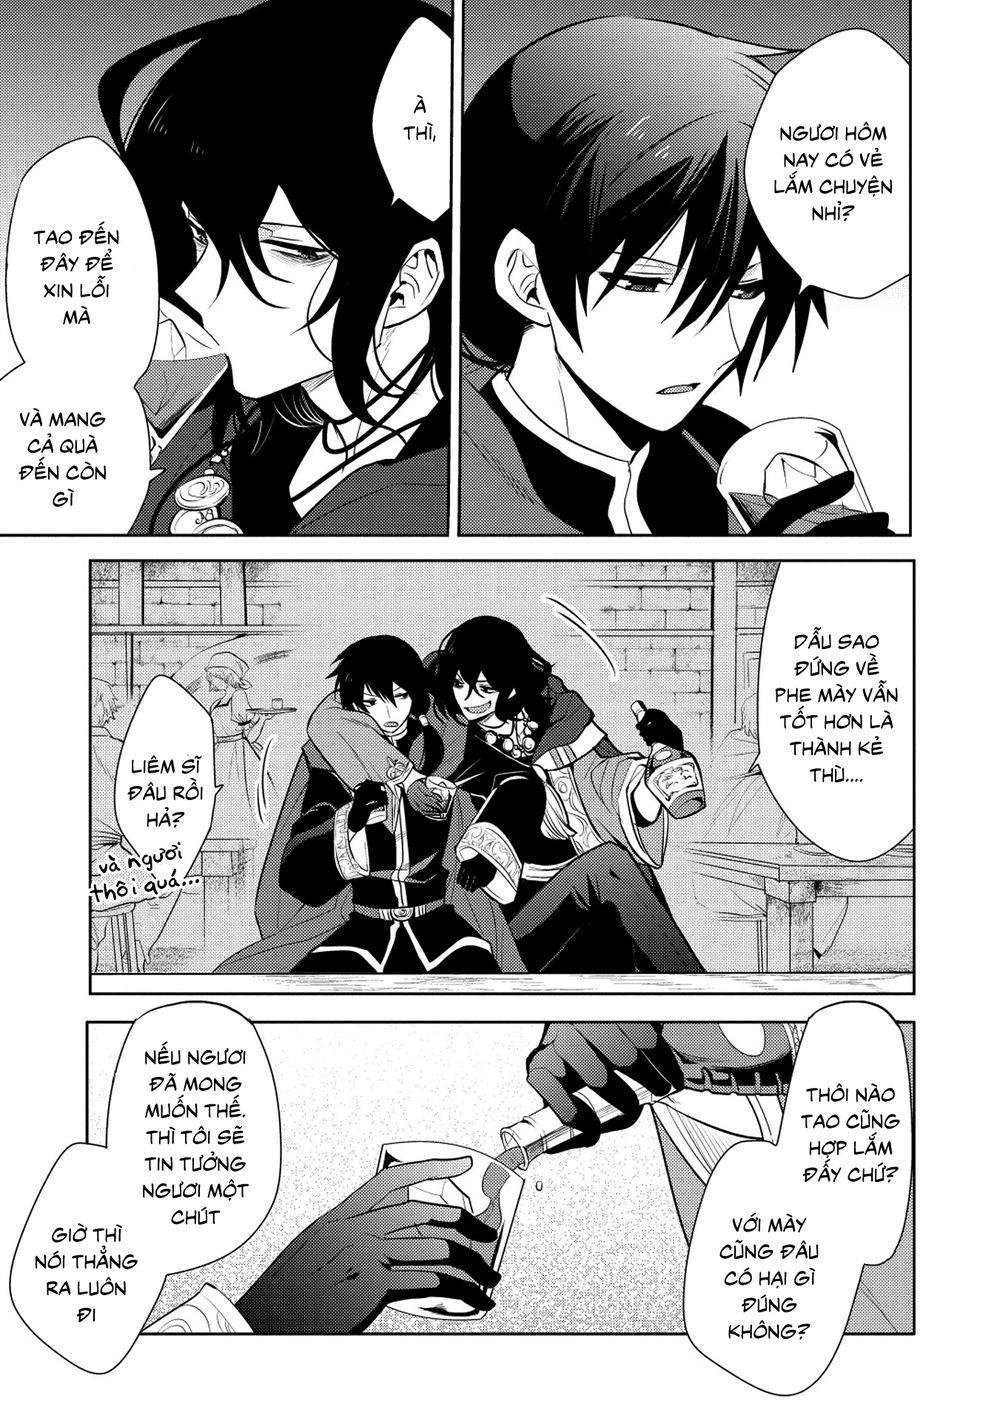 NGƯƠI HÔM
NAY CÓ VẺ
LẮM CHUYỆN
NHỈ?
À
THÌ,
TAO ĐẾN
ĐÂY ĐỂ
XIN LỖI
MÀ
VÀ MANG
CẢ QUÀ
ĐẾN CÒN
GÌ
DẪU SAO
ĐỨNG VỀ
PHE MÀY VẪN
TỐT HƠN LÀ
THÀNH KẺ
THÙ....
LIÊM SĨ
ĐÂU RỒI
HẢ?
và người
thôi quá...
THÔI NÀO
TAO CŨNG
HỢP LẮM
ĐẤY CHỨ?
VỚI MÀY
CŨNG ĐÂU
CÓ HẠI GÌ
ĐÚNG
KHÔNG?
NẾU NGƯƠI
ĐÃ MONG
MUỐN THẾ.
THÌ TÔI SẼ
TIN TƯỞNG
NGƯƠI MỘT
CHÚT
GIỜ THÌ
NÓI THẲNG
RA LUÔN
ĐI